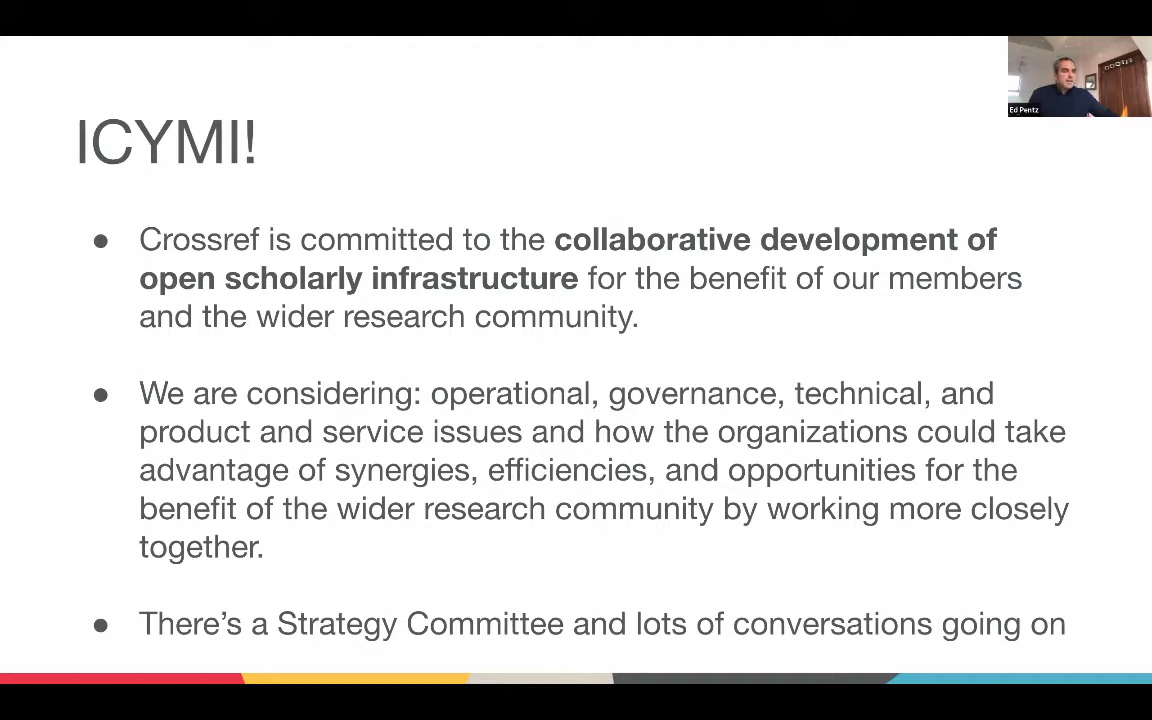 Ed Pentz
ICYMI!
● Crossref is committed to the collaborative development of
open scholarly infrastructure for the benefit of our members
and the wider research community.
● We are considering: operational, governance, technical, and
product and service issues and how the organizations could take
advantage of synergies, efficiencies, and opportunities for the
benefit of the wider research community by working more closely
together.
● There's a Strategy Committee and lots of conversations going on